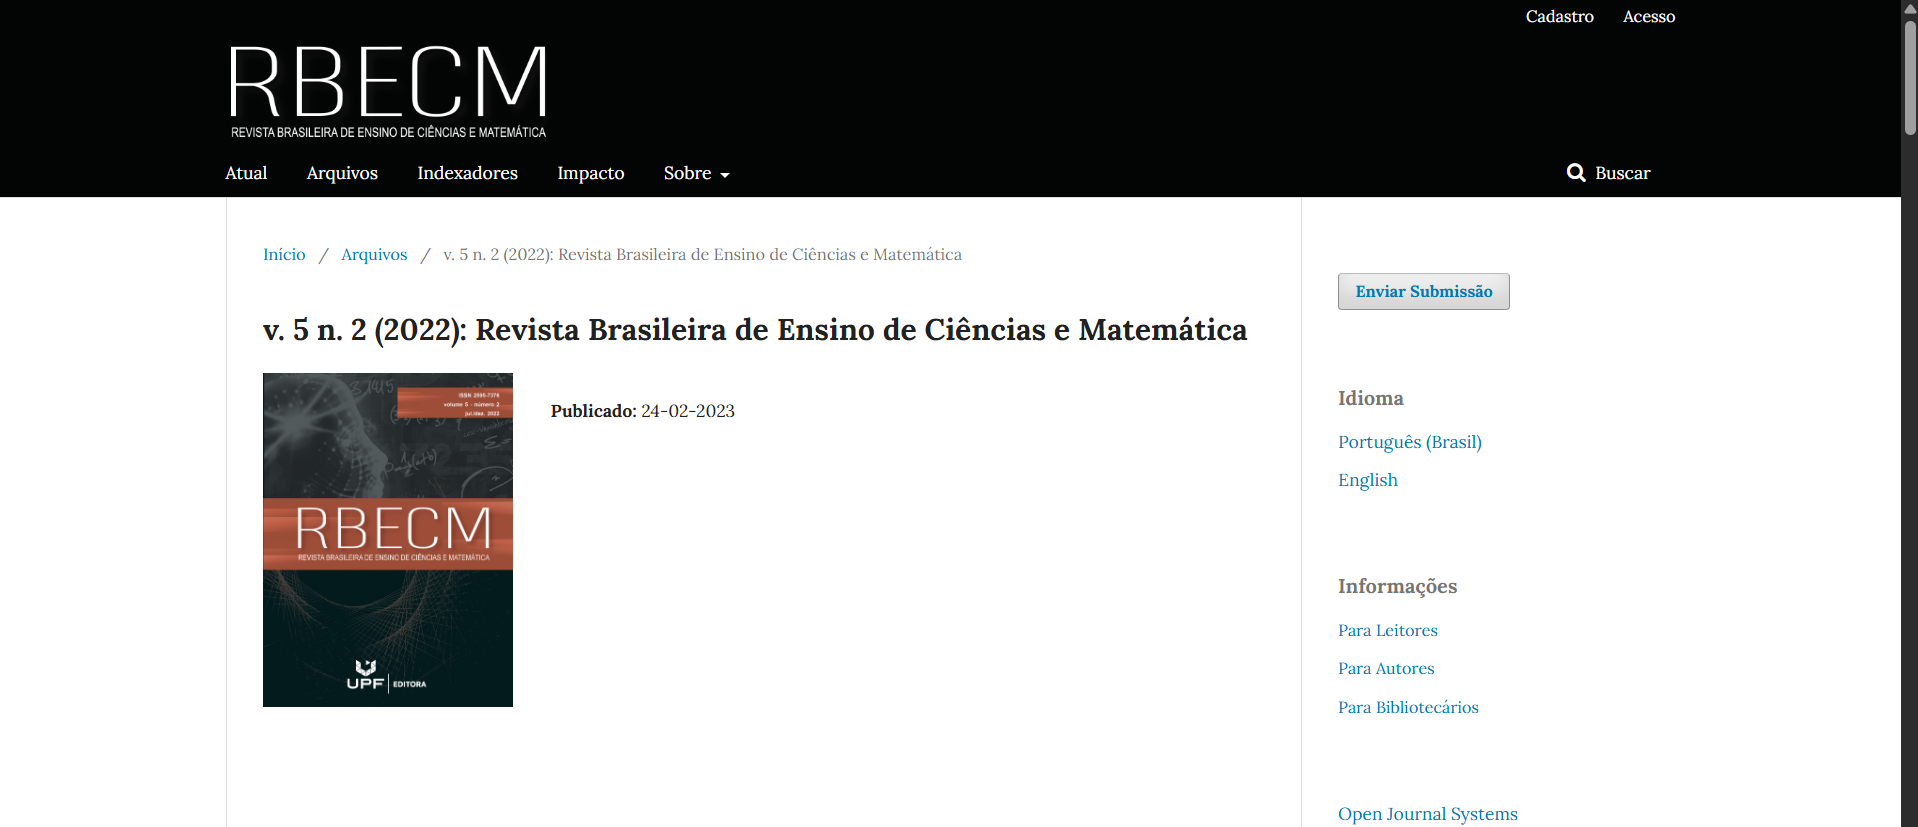 Cadastro Acesso
RBECM
REVISTA BRASILEIRA DE ENSINO DE CIÊNCIAS E MATEMÁTICA
Atual Arquivos Indexadores Impacto Sobre Buscar
Início / Arquivos / v. 5 n. 2 (2022): Revista Brasileira de Ensino de Ciências e Matemática
v. 5 n. 2 (2022): Revista Brasileira de Ensino de Ciências e Matemática
ISSN 2595-7376
volume 5 - número 2
jul./dez. 2022
RBECM
REVISTA BRASILEIRA DE ENSINO DE CIÊNCIAS E MATEMÁTICA
UPF EDITORA
Publicado: 24-02-2023
Enviar Submissão
Idioma
Português (Brasil)
English
Informações
Para Leitores
Para Autores
Para Bibliotecários
Open Journal Systems